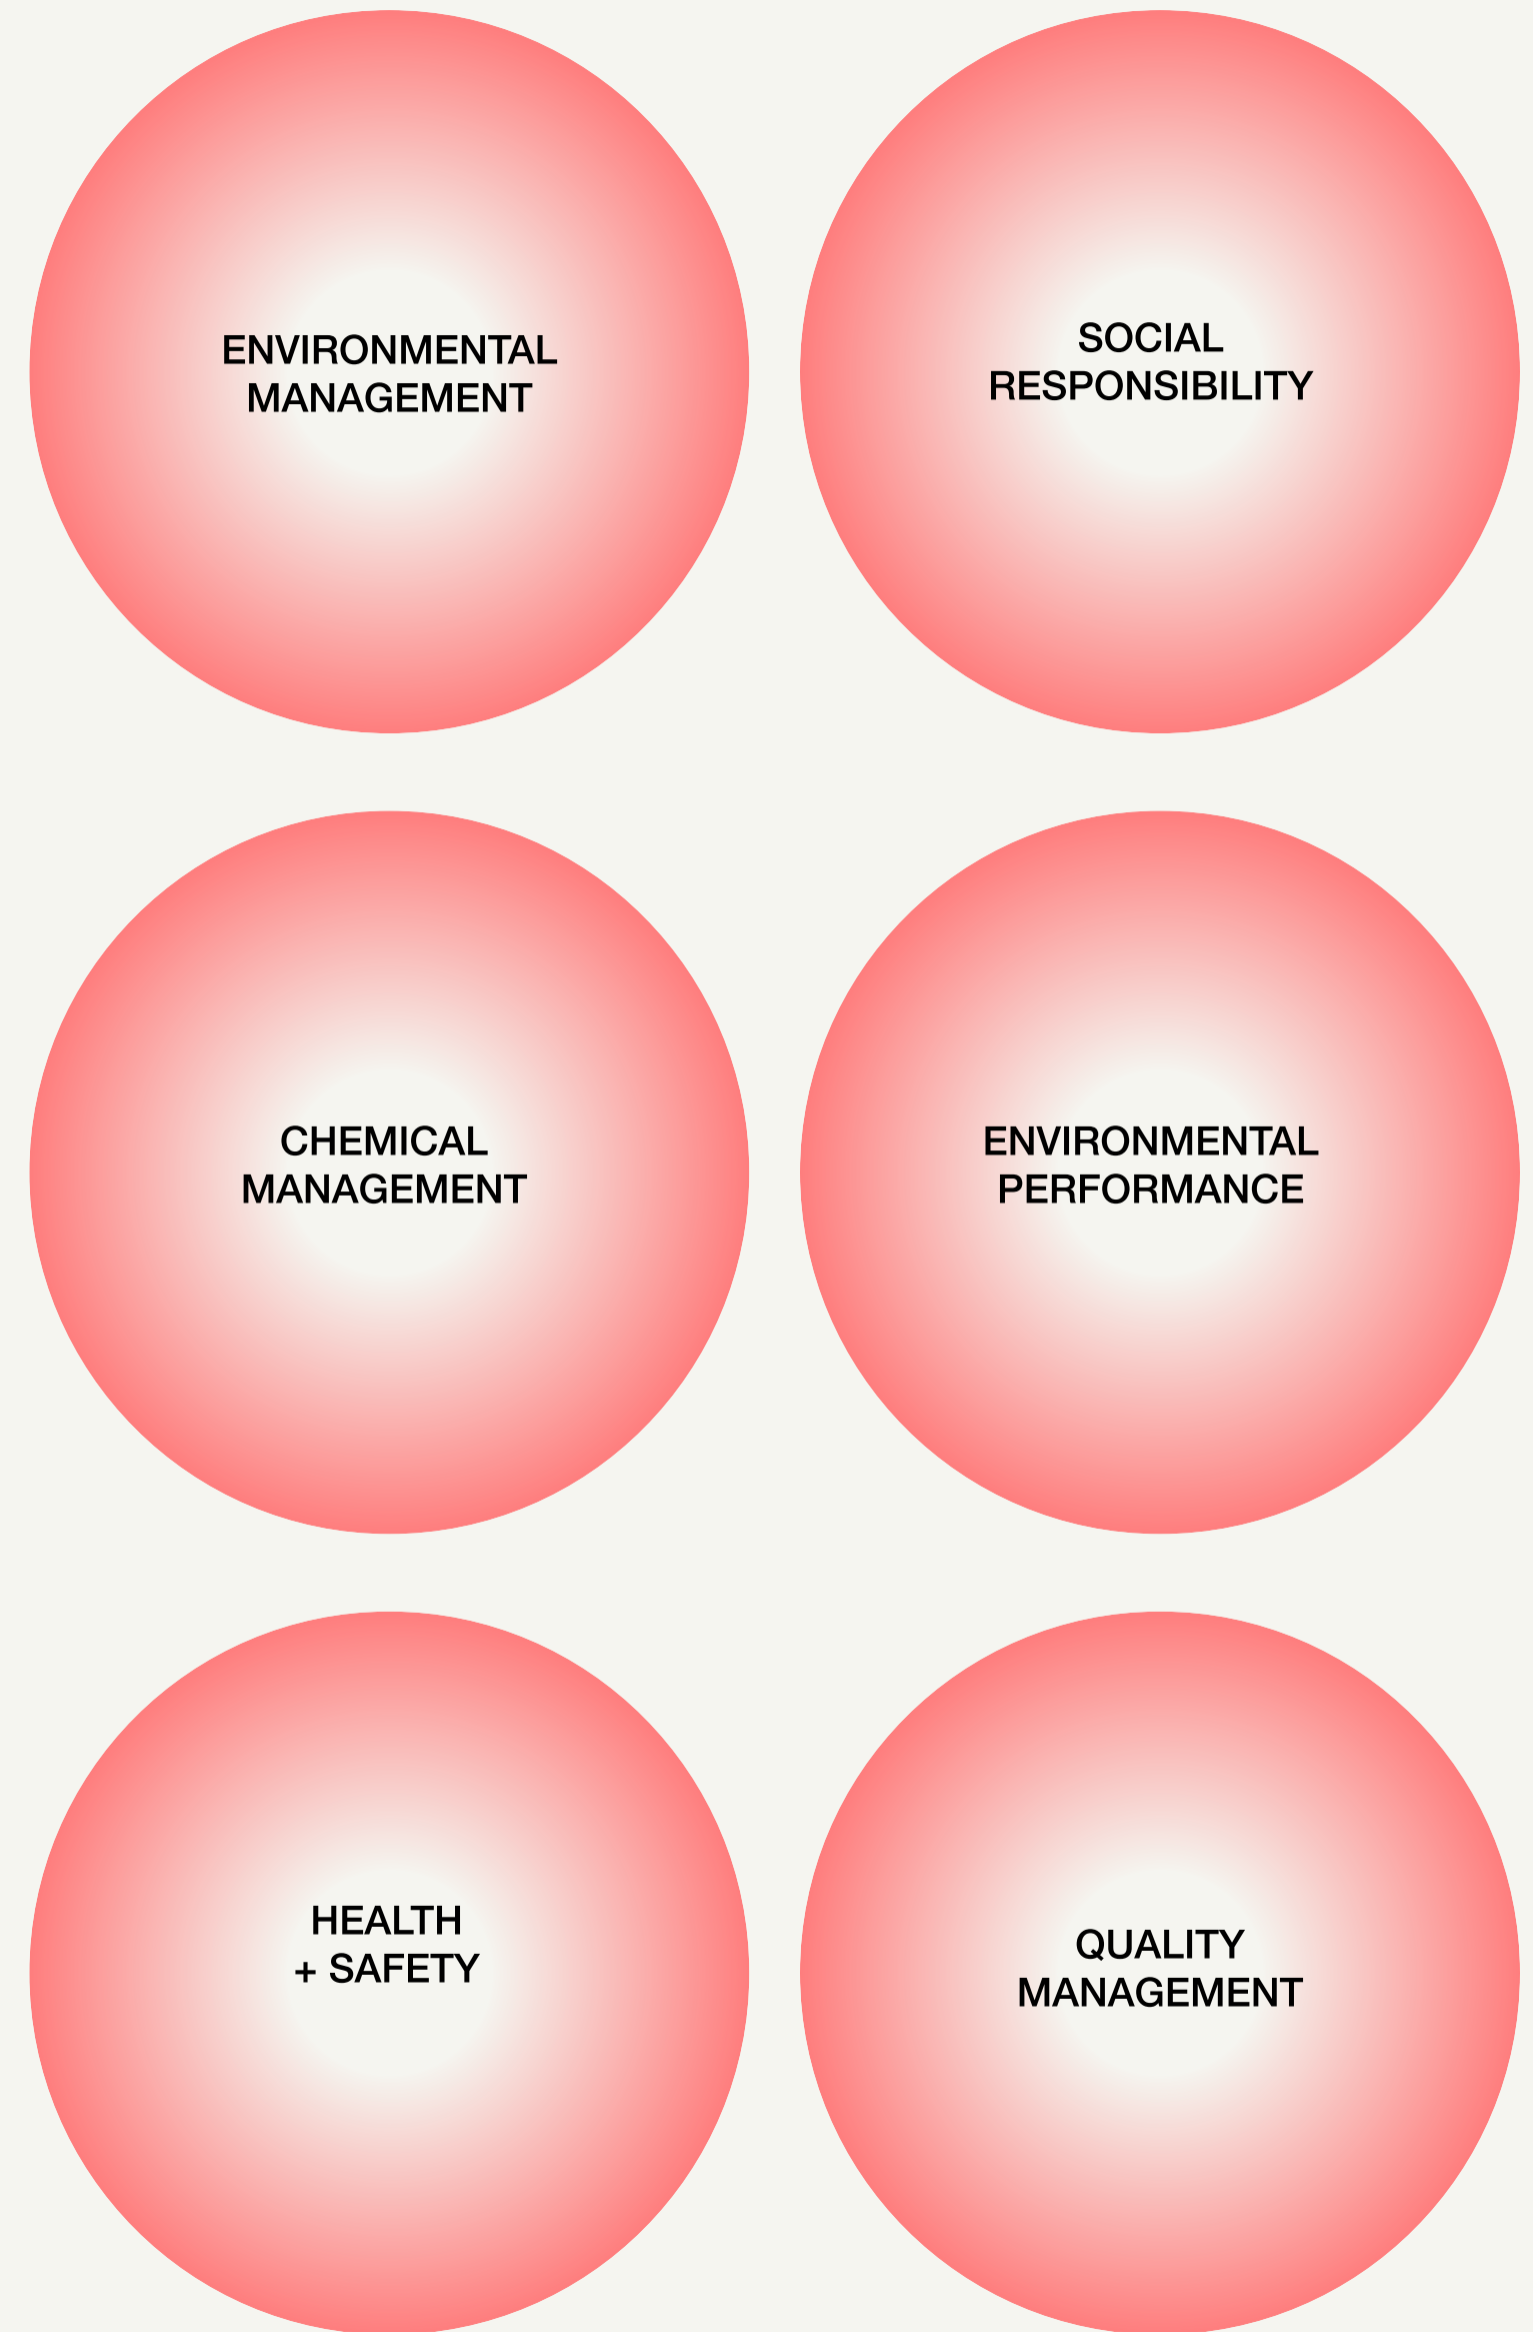 ENVIRONMENTAL
MANAGEMENT
SOCIAL
RESPONSIBILITY
CHEMICAL
MANAGEMENT
ENVIRONMENTAL
PERFORMANCE
HEALTH
+ SAFETY
QUALITY
MANAGEMENT